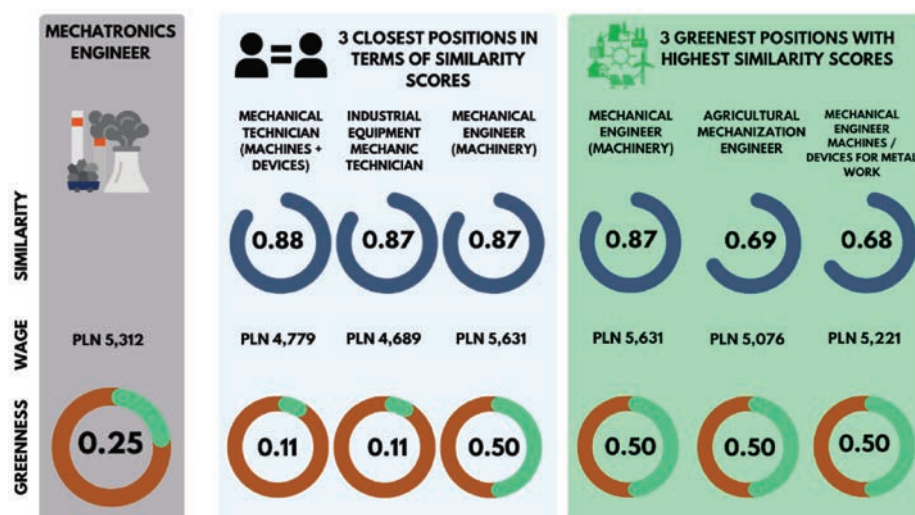 MECHATRONICS
ENGINEER
3 CLOSEST POSITIONS IN
TERMS OF SIMILARITY
SCORES
3 GREENEST POSITIONS WITH
HIGHEST SIMILARITY SCORES
MECHANICAL
TECHNICIAN
(MACHINES +
DEVICES)
INDUSTRIAL
EQUIPMENT
MECHANIC
TECHNICIAN
MECHANICAL
ENGINEER
(MACHINERY)
MECHANICAL
ENGINEER
(MACHINERY)
AGRICULTURAL
MECHANIZATION
ENGINEER
MECHANICAL
ENGINEER
MACHINES /
DEVICES FOR METAL
WORK
SIMILARITY
0.88
0.87
0.87
0.87
0.69
0.68
WAGE
PLN 5,312
PLN 4,779
PLN 4,689
PLN 5,631
PLN 5,631
PLN 5,076
PLN 5,221
GREENNESS
0.25
0.11
0.11
0.50
0.50
0.50
0.50